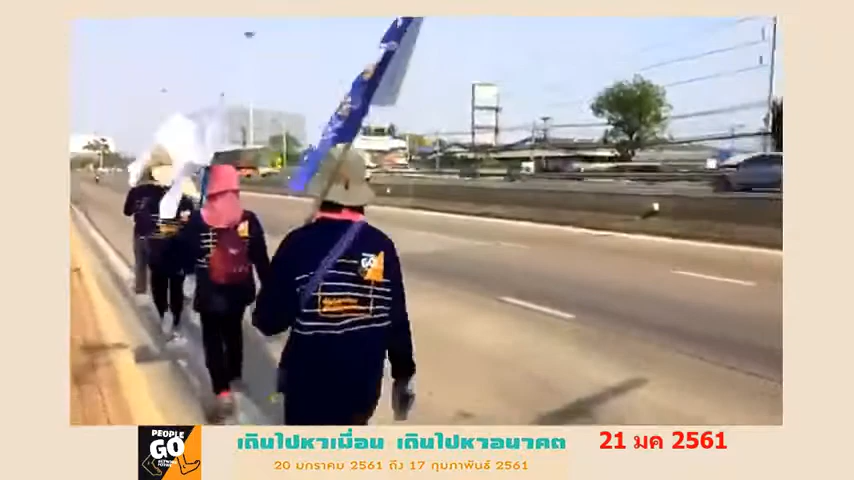 GO
PEOPLE
GO
NETWORK
เดินไปหาเพื่อน เดินไปหาอนาคต
21 มค 2561
20 มกราคม 2561 ถึง 17 กุมภาพันธ์ 2561